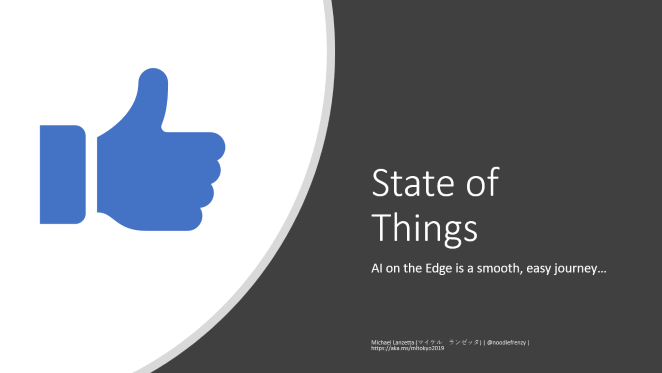 State of
Things
AI on the Edge is a smooth, easy journey…
Michael Lanzetta (マイケル　ランゼッタ) | @noodlefrenzy |
https://aka.ms/mltokyo2019